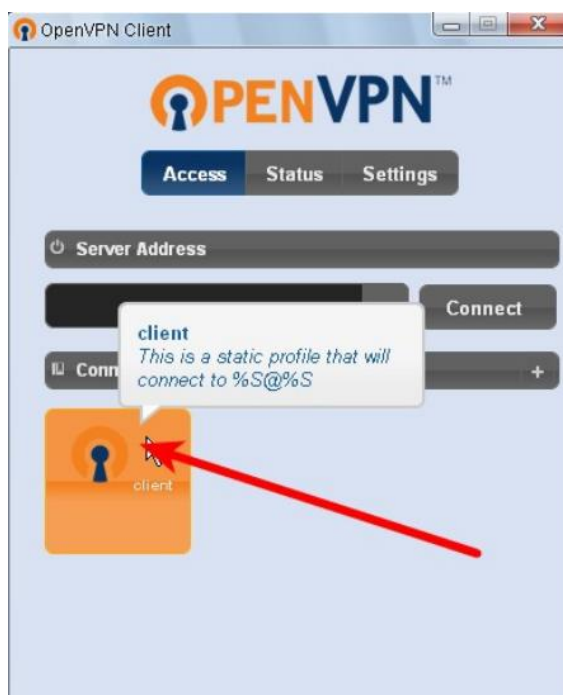 OpenVPN Client
OPENVPN™
Access Status Settings
Server Address
Connect
client
This is a static profile that will
connect to %S@%S
Conn
+
client